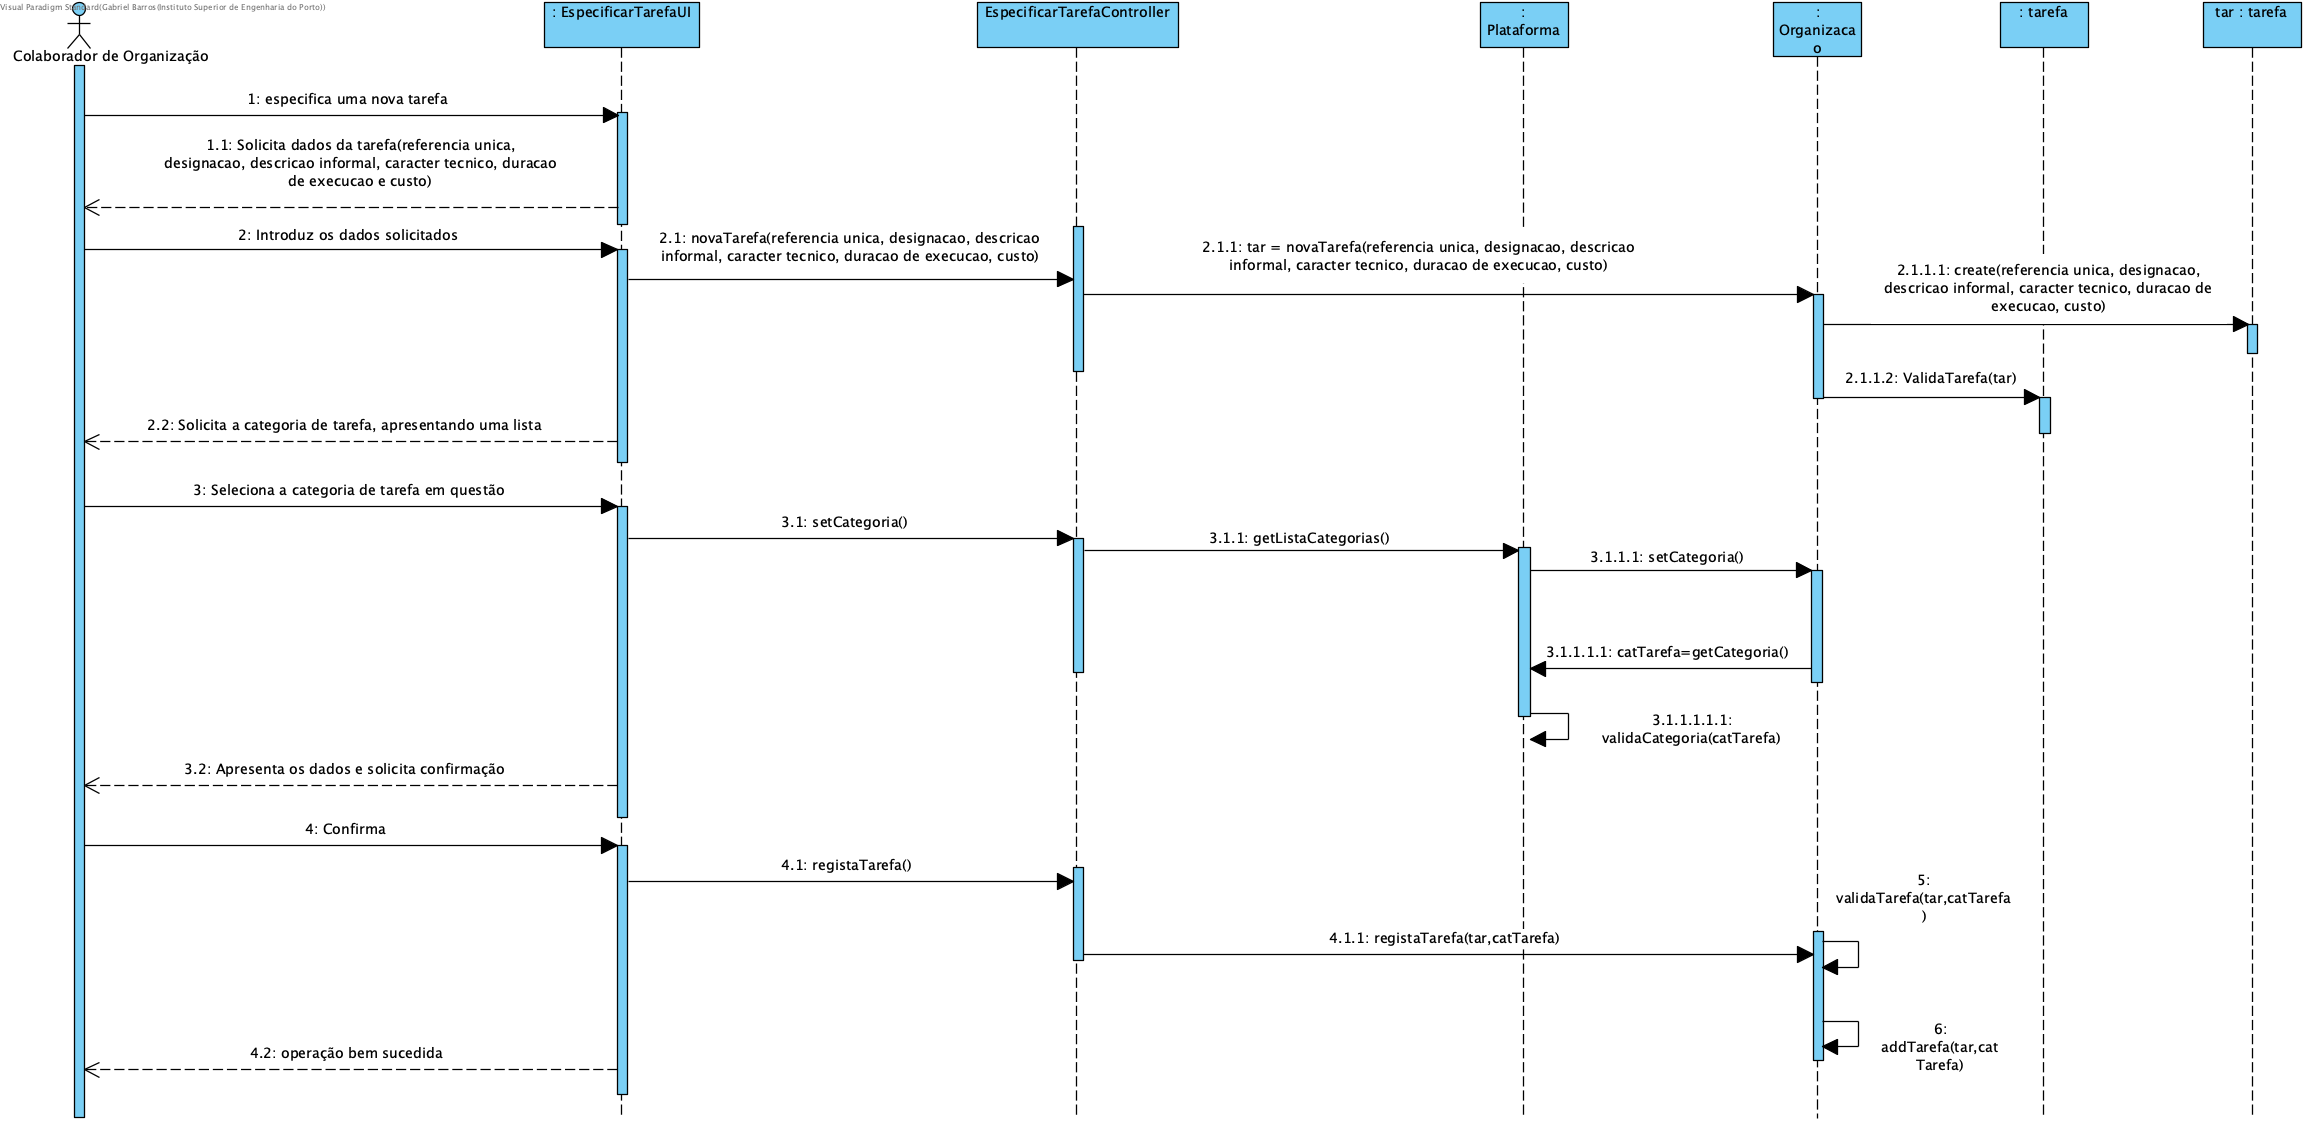 Visual Paradigm Standard(Gabriel Barros(Instituto Superior de Engenharia do Porto))
Colaborador de Organização
: EspecificarTarefaUI
EspecificarTarefaController
:
Plataforma
:
Organizaca
o
: tarefa
tar : tarefa
1: especifica uma nova tarefa
1.1: Solicita dados da tarefa(referencia unica,
designacao, descricao informal, caracter tecnico, duracao
de execucao e custo)
2: Introduz os dados solicitados
2.1: novaTarefa(referencia unica, designacao, descricao
informal, caracter tecnico, duracao de execucao, custo)
2.1.1: tar = novaTarefa(referencia unica, designacao, descricao
informal, caracter tecnico, duracao de execucao, custo)
2.1.1.1: create(referencia unica, designacao,
descricao informal, caracter tecnico, duracao de
execucao, custo)
2.1.1.2: ValidaTarefa(tar)
2.2: Solicita a categoria de tarefa, apresentando uma lista
3: Seleciona a categoria de tarefa em questão
3.1: setCategoria()
3.1.1: getListaCategorias()
3.1.1.1: setCategoria()
3.1.1.1.1: catTarefa=getCategoria()
3.1.1.1.1.1:
validaCategoria(catTarefa)
3.2: Apresenta os dados e solicita confirmação
4: Confirma
4.1: registaTarefa()
5:
validaTarefa(tar,catTarefa
)
4.1.1: registaTarefa(tar,catTarefa)
6:
addTarefa(tar,cat
Tarefa)
4.2: operação bem sucedida